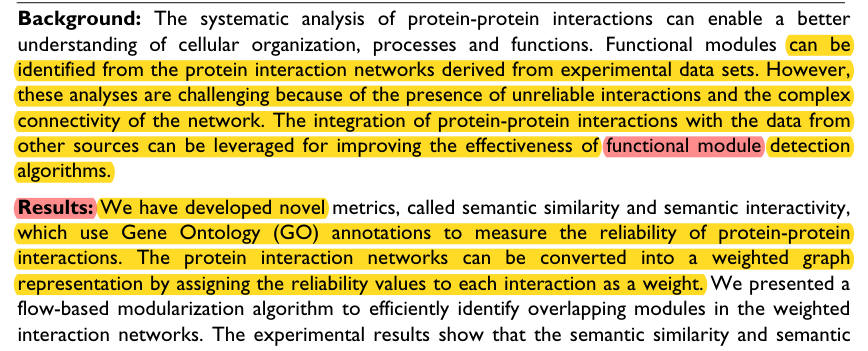 Background: The systematic analysis of protein-protein interactions can enable a better
understanding of cellular organization, processes and functions. Functional modules can be
identified from the protein interaction networks derived from experimental data sets. However,
these analyses are challenging because of the presence of unreliable interactions and the complex
connectivity of the network. The integration of protein-protein interactions with the data from
other sources can be leveraged for improving the effectiveness of functional module detection
algorithms.
Results: We have developed novel metrics, called semantic similarity and semantic interactivity,
which use Gene Ontology (GO) annotations to measure the reliability of protein-protein
interactions. The protein interaction networks can be converted into a weighted graph
representation by assigning the reliability values to each interaction as a weight. We presented a
flow-based modularization algorithm to efficiently identify overlapping modules in the weighted
interaction networks. The experimental results show that the semantic similarity and semantic